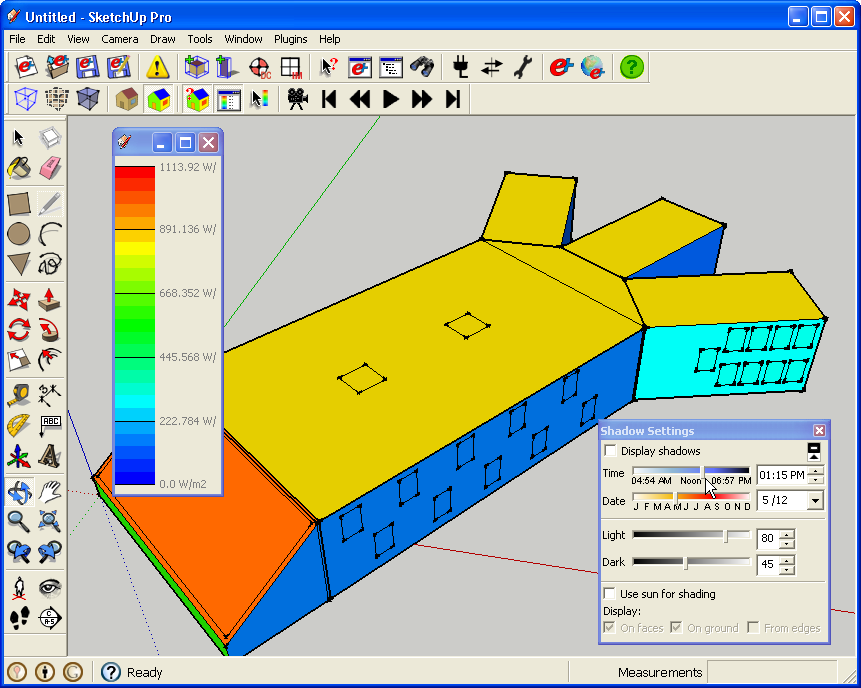 Untitled - SketchUp Pro
File Edit View Camera Draw Tools Window Plugins Help
1113.92 W/
891.136 W/
668.352 W/
445.568 W/
222.784 W/
0.0 W/m2
ABC
Shadow Settings
Display shadows
Time 01:15 PM
04:54 AM Noon 06:57 PM
Date 5 /12
J F M A M J J A S O N D
Light 80
Dark 45
Use sun for shading
Display:
On faces On ground From edges
Ready Measurements